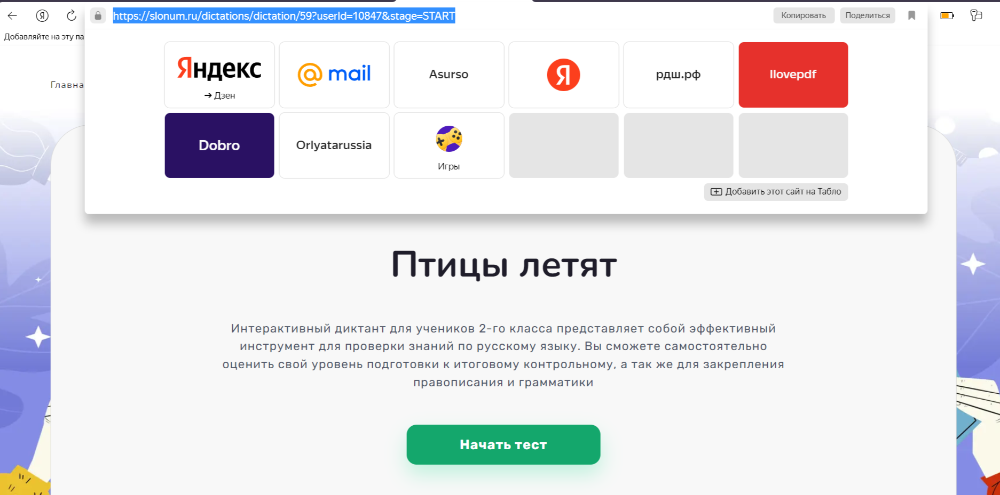 https://slonum.ru/dictations/dictation/59?userId=10847&stage=START
Копировать
Поделиться
Добавляйте на эту па
Главна
Яндекс
→ Дзен
@mail
Asurso
Я
рдш.рф
Ilovepdf
Dobro
Orlyatarussia
Игры
Добавить этот сайт на Табло
Птицы летят
Интерактивный диктант для учеников 2-го класса представляет собой эффективный
инструмент для проверки знаний по русскому языку. Вы сможете самостоятельно
оценить свой уровень подготовки к итоговому контрольному, а так же для закрепления
правописания и грамматики
Начать тест